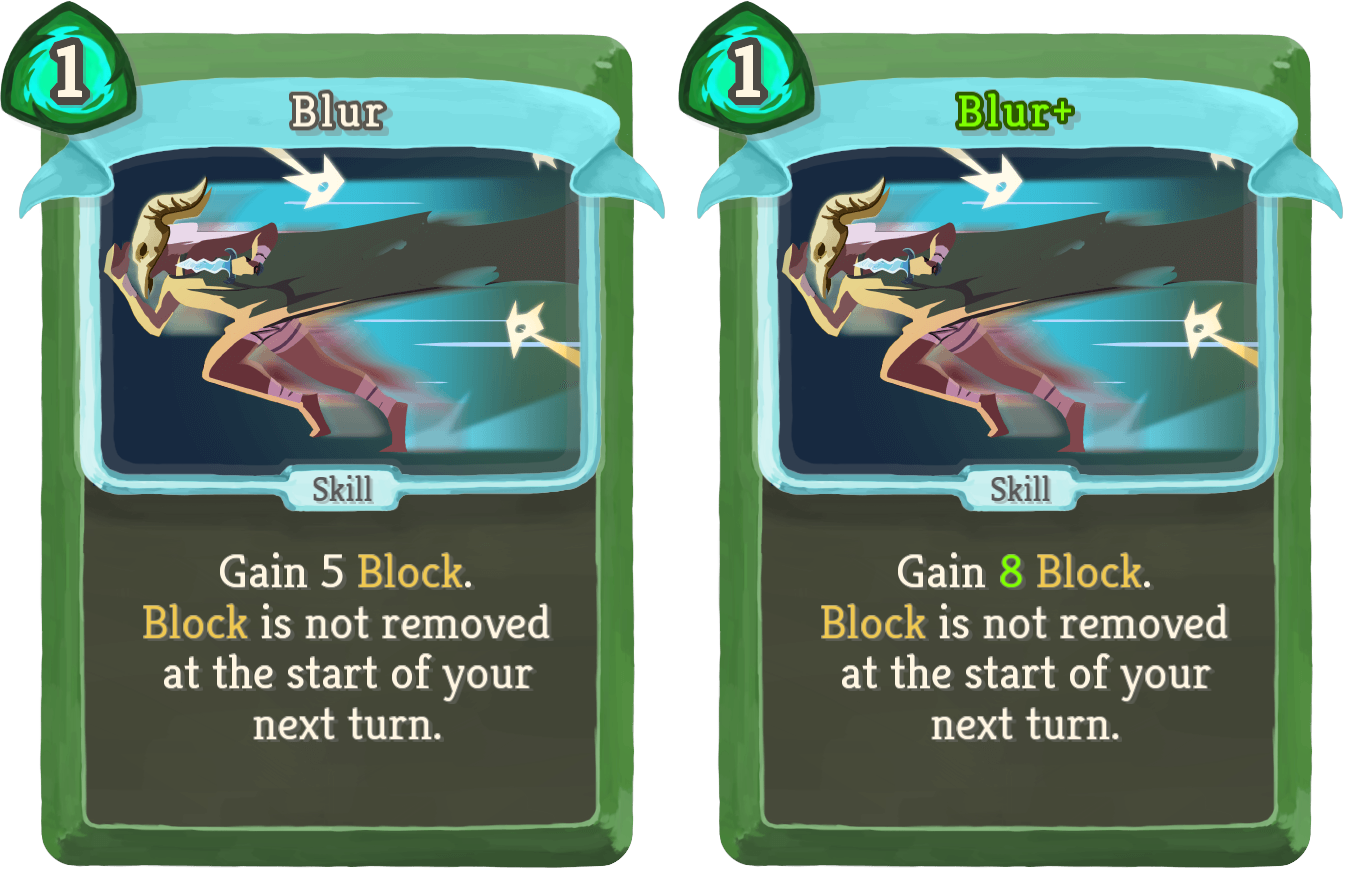 1
Blur
Skill
Gain 5 Block.
Block is not removed
at the start of your
next turn.
1
Blur+
Skill
Gain 8 Block.
Block is not removed
at the start of your
next turn.